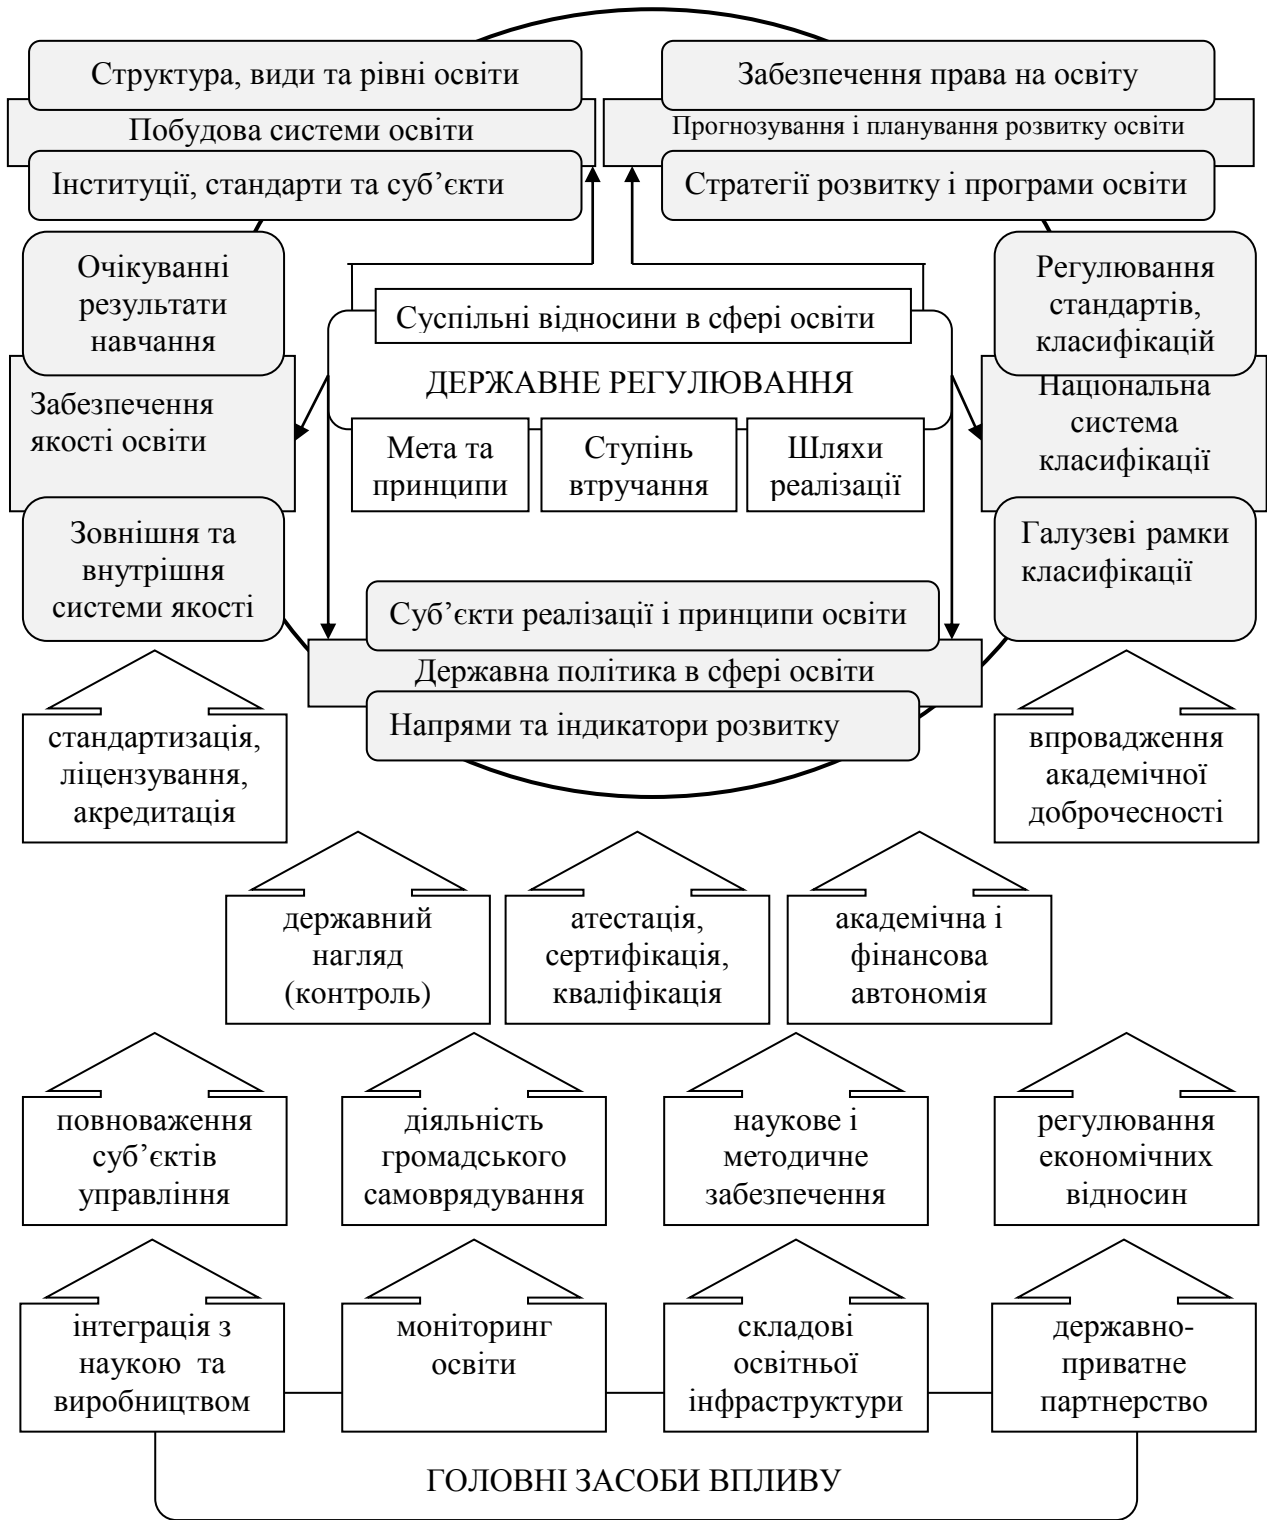 Структура, види та рівні освіти
Побудова системи освіти
Інституції, стандарти та суб’єкти
Забезпечення права на освіту
Прогнозування і планування розвитку освіти
Стратегії розвитку і програми освіти
Очікуванні
результати
навчання
Забезпечення
якості освіти
Зовнішня та
внутрішня
системи якості
Суспільні відносини в сфері освіти
ДЕРЖАВНЕ РЕГУЛЮВАННЯ
Мета та
принципи
Ступінь
втручання
Шляхи
реалізації
Регулювання
стандартів,
класифікацій
Національна
система
класифікації
Галузеві рамки
класифікації
Суб’єкти реалізації і принципи освіти
Державна політика в сфері освіти
Напрями та індикатори розвитку
стандартизація,
ліцензування,
акредитація
впровадження
академічної
доброчесності
державний
нагляд
(контроль)
атестація,
сертифікація,
кваліфікація
академічна і
фінансова
автономія
повноваження
суб’єктів
управління
діяльність
громадського
самоврядування
наукове і
методичне
забезпечення
регулювання
економічних
відносин
інтеграція з
наукою та
виробництвом
моніторинг
освіти
складові
освітньої
інфраструктури
державно-
приватне
партнерство
ГОЛОВНІ ЗАСОБИ ВПЛИВУ